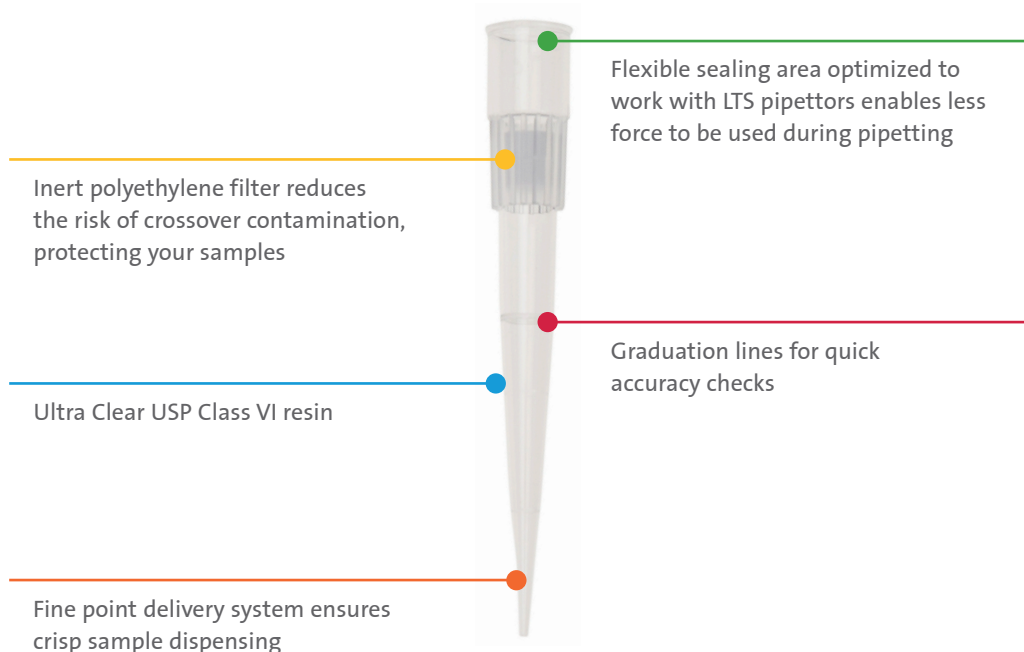 Flexible sealing area optimized to
work with LTS pipettors enables less
force to be used during pipetting
Inert polyethylene filter reduces
the risk of crossover contamination,
protecting your samples
Graduation lines for quick
accuracy checks
Ultra Clear USP Class VI resin
Fine point delivery system ensures
crisp sample dispensing